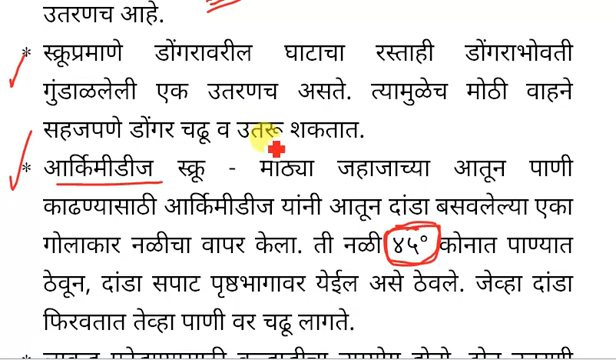 उतरणच आहे.
* स्क्रूप्रमाणे डोंगरावरील घाटाचा रस्ताही डोंगराभोवती
गुंडाळलेली एक उतरणच असते. त्यामुळेच मोठी वाहने
सहजपणे डोंगर चढू व उतरू शकतात.
* आर्किमीडीज स्क्रू - माठ्या जहाजाच्या आतून पाणी
काढण्यासाठी आर्किमीडीज यांनी आतून दांडा बसवलेल्या एका
गोलाकार नळीचा वापर केला. ती नळी ४५° कोनात पाण्यात
ठेवून, दांडा सपाट पृष्ठभागावर येईल असे ठेवले. जेव्हा दांडा
फिरवतात तेव्हा पाणी वर चढू लागते.